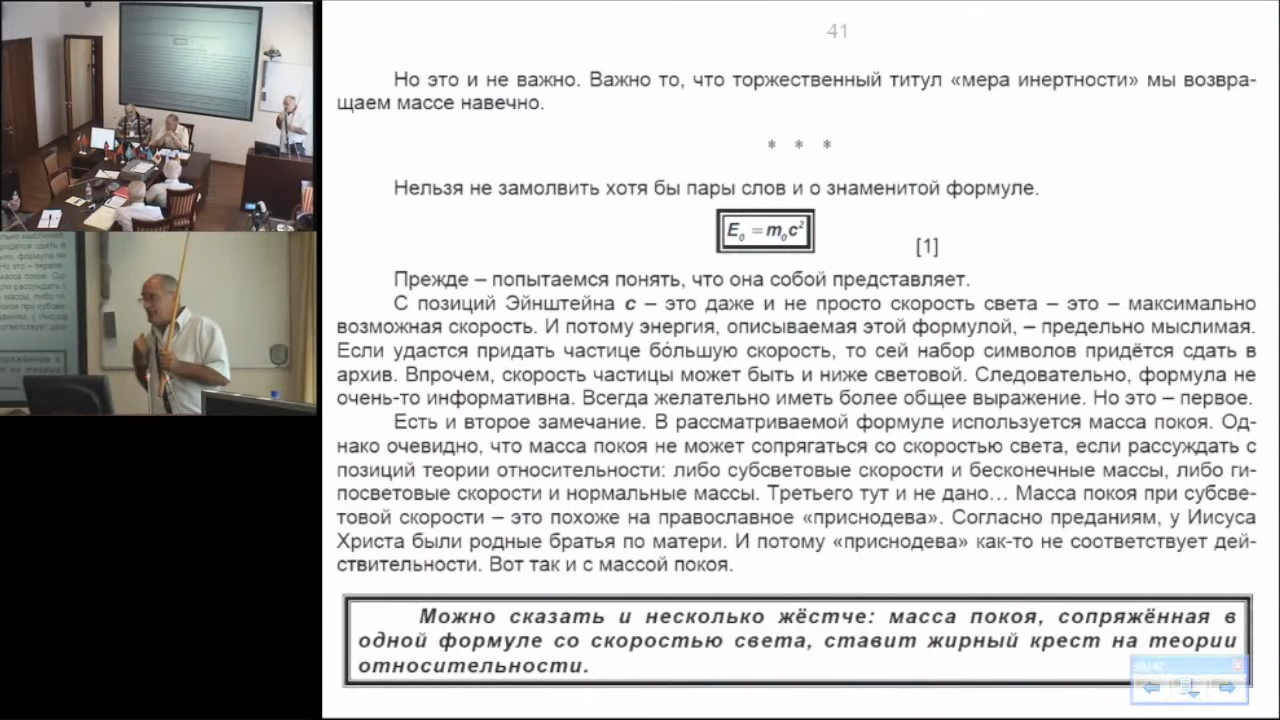 41
Но это и не важно. Важно то, что торжественный титул «мера инертности» мы возвра-
щаем массе навечно.
* * *
Нельзя не замолвить хотя бы пары слов и о знаменитой формуле.
E₀ = m₀c²
[1]
Прежде – попытаемся понять, что она собой представляет.
С позиций Эйнштейна c – это даже и не просто скорость света – это – максимально
возможная скорость. И потому энергия, описываемая этой формулой, – предельно мыслимая.
Если удастся придать частице бо́льшую скорость, то сей набор символов придётся сдать в
архив. Впрочем, скорость частицы может быть и ниже световой. Следовательно, формула не
очень-то информативна. Всегда желательно иметь более общее выражение. Но это – первое.
Есть и второе замечание. В рассматриваемой формуле используется масса покоя. Од-
нако очевидно, что масса покоя не может сопрягаться со скоростью света, если рассуждать с
позиций теории относительности: либо субсветовые скорости и бесконечные массы, либо ги-
посветовые скорости и нормальные массы. Третьего тут и не дано… Масса покоя при субсве-
товой скорости – это похоже на православное «приснодева». Согласно преданиям, у Иисуса
Христа были родные братья по матери. И потому «приснодева» как-то не соответствует дей-
ствительности. Вот так и с массой покоя.
Можно сказать и несколько жёстче: масса покоя, сопряжённая в
одной формуле со скоростью света, ставит жирный крест на теории
относительности.